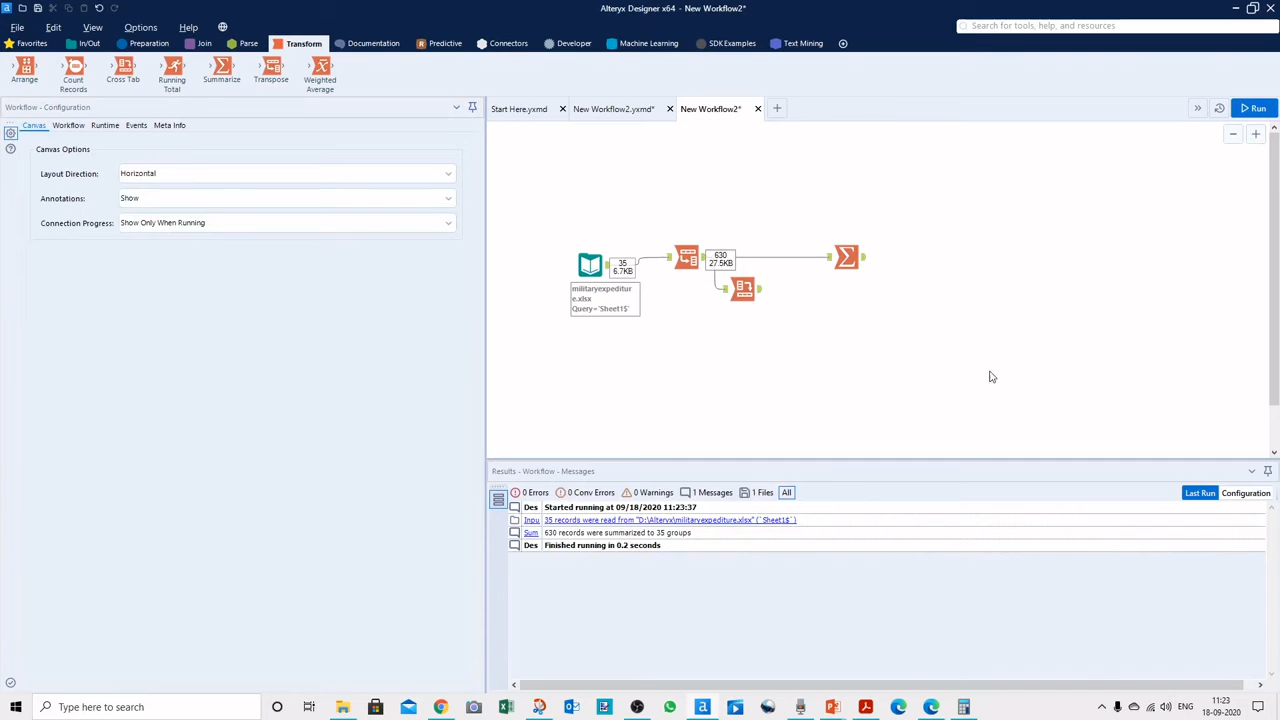 Alteryx Designer x64 - New Workflow2*
File Edit View Options Help
Search for tools, help, and resources
Favorites In/Out Preparation Join Parse Transform Documentation Predictive Connectors Developer Machine Learning SDK Examples Text Mining
Arrange Count Records Cross Tab Running Total Summarize Transpose Weighted Average
Workflow - Configuration
Start Here.yxmd New Workflow2.yxmd* New Workflow2* Run
Canvas Workflow Runtime Events Meta Info
Canvas Options
Layout Direction: Horizontal
Annotations: Show
Connection Progress: Show Only When Running
35
6.7KB
630
27.5KB
militaryexpeditur
e.xlsx
Query=`Sheet1$`
Results - Workflow - Messages
0 Errors 0 Conv Errors 0 Warnings 1 Messages 1 Files All Last Run Configuration
Des Started running at 09/18/2020 11:23:37
Inpu 35 records were read from "D:\Alteryx\militaryexpediture.xlsx" (`Sheet1$`)
Sum 630 records were summarized to 35 groups
Des Finished running in 0.2 seconds
Type here to search
ENG
11:23
18-09-2020